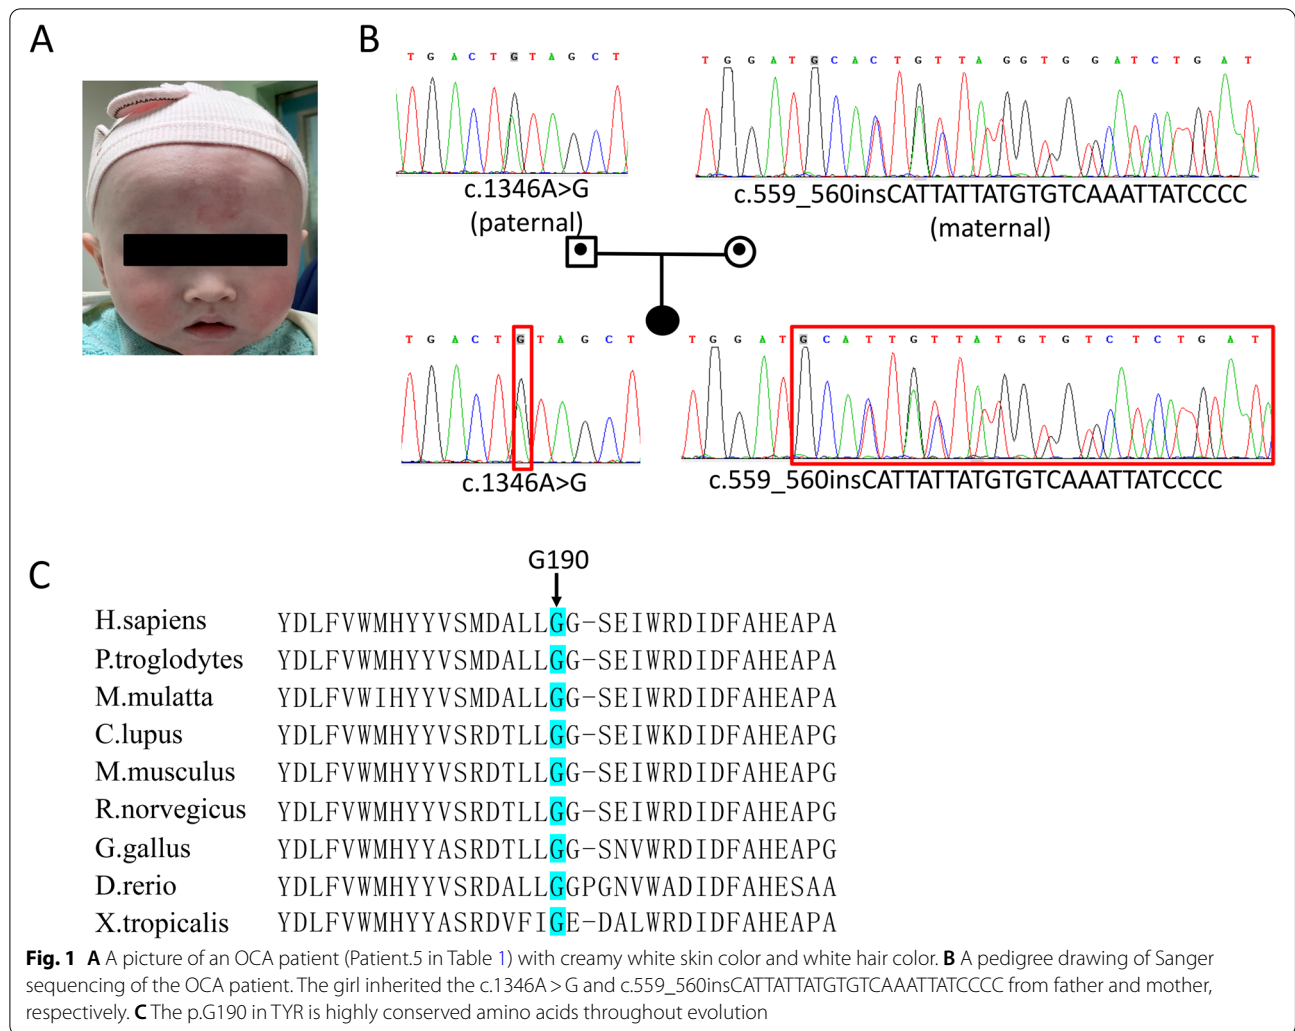 A
B
T G A C T G T A G C T
T G G A T G C A C T G T T A G G T G G A T C T G A T
c.1346A>G
(paternal)
c.559_560insCATTATTATGTGTCAAATTATCCCC
(maternal)
T G A C T G T A G C T
T G G A T G C A T T G T T A T G T G T C T C T G A T
c.1346A>G
c.559_560insCATTATTATGTGTCAAATTATCCCC
C
G190
H.sapiens YDLFVWMHYYVSMDALLGG-SEIWRDIDFAHEAPA
P.troglodytes YDLFVWMHYYVSMDALLGG-SEIWRDIDFAHEAPA
M.mulatta YDLFVWIHYYVSMDALLGG-SEIWRDIDFAHEAPA
C.lupus YDLFVWMHYYVSRDTLLGG-SEIWKDIDFAHEAPG
M.musculus YDLFVWMHYYVSRDTLLGG-SEIWRDIDFAHEAPG
R.norvegicus YDLFVWMHYYVSRDTLLGG-SEIWRDIDFAHEAPG
G.gallus YDLFVWMHYYASRDTLLGG-SNVWRDIDFAHEAPG
D.rerio YDLFVWMHYYVSRDALLGGPGNVWADIDFAHESAA
X.tropicalis YDLFVWMHYYASRDVFIGE-DALWRDIDFAHEAPA
Fig. 1 A A picture of an OCA patient (Patient.5 in Table 1) with creamy white skin color and white hair color. B A pedigree drawing of Sanger
sequencing of the OCA patient. The girl inherited the c.1346A > G and c.559_560insCATTATTATGTGTCAAATTATCCCC from father and mother,
respectively. C The p.G190 in TYR is highly conserved amino acids throughout evolution